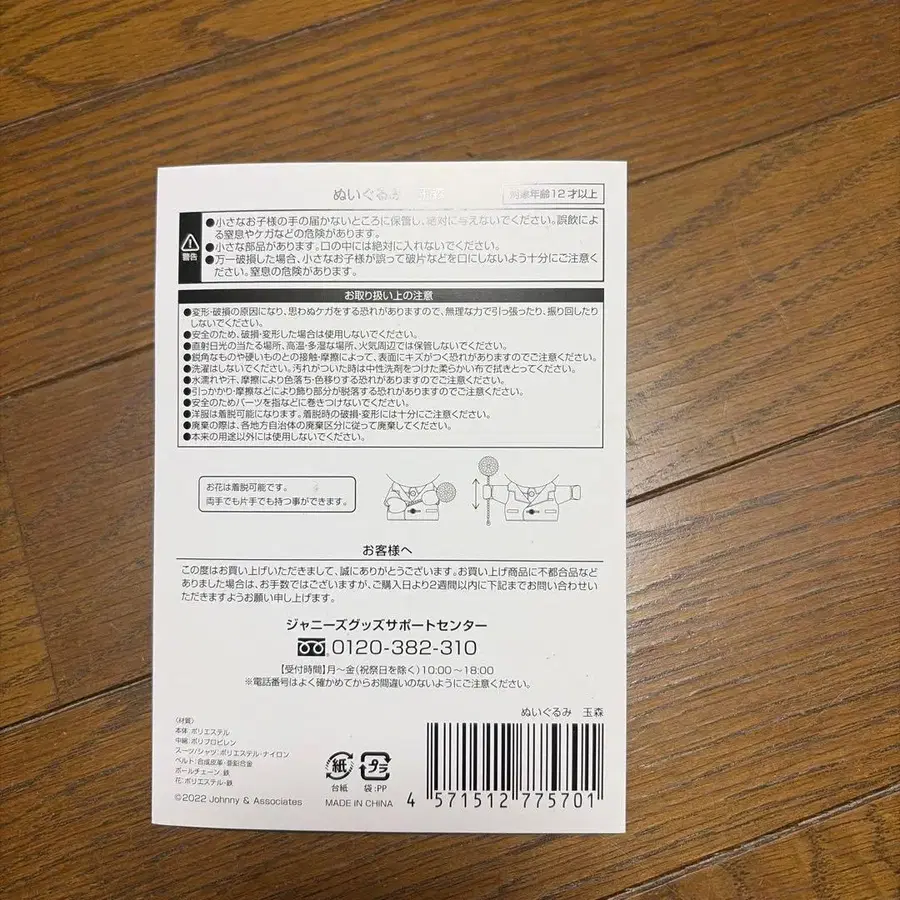 ぬいぐるみ
対象年齢12才以上
警告
●小さなお子様の手の届かないところに保管し、絶対に与えないでください。誤飲によ
る窒息やケガなどの危険があります。
●小さな部品があります。口の中には絶対に入れないでください。
●万一破損した場合、小さなお子様が誤って破片などを口にしないよう十分にご注意く
ださい。窒息の危険があります。
お取り扱い上の注意
●変形・破損の原因になり、思わぬケガをする恐れがありますので、無理な力で引っ張ったり、振り回したり
しないでください。
●安全のため、破損・変形した場合は使用しないでください。
●直射日光の当たる場所、高温・多湿な場所、火気周辺では保管しないでください。
●鋭角なものや硬いものとの接触・摩擦によって、表面にキズがつく恐れがありますのでご注意ください。
●洗濯はしないでください。汚れがついた時は中性洗剤をつけた柔らかい布で拭きとってください。
●水濡れや汗、摩擦により色落ち・色移りする恐れがありますのでご注意ください。
●引っかかり・摩擦などにより飾り部分が脱落する恐れがありますのでご注意ください。
●安全のためパーツを指などに巻きつけないでください。
●洋服は着脱可能になります。着脱時の破損・変形には十分にご注意ください。
●廃棄の際は、各地方自治体の廃棄区分に従って廃棄してください。
●本来の用途以外には使用しないでください。
お花は着脱可能です。
両手でも片手でも持つ事ができます。
お客様へ
この度はお買い上げいただきまして、誠にありがとうございます。お買い上げ商品に不都合品など
ありました場合は、お手数ではございますが、ご購入日より2週間以内に下記までお問い合わせい
ただきますようお願い申し上げます。
ジャニーズグッズサポートセンター
0120-382-310
【受付時間】月～金(祝祭日を除く)10:00～18:00
※電話番号はよく確かめてからお間違いのないようにご注意ください。
ぬいぐるみ 玉森
〈材質〉
本体:ポリエステル
中綿:ポリプロピレン
スーツ/シャツ:ポリエステル・ナイロン
ベルト:合成皮革・亜鉛合金
ボールチェーン:鉄
花:ポリエステル・鉄
©2022 Johnny & Associates
紙
台紙
プラ
袋:PP
MADE IN CHINA
4 571512 775701